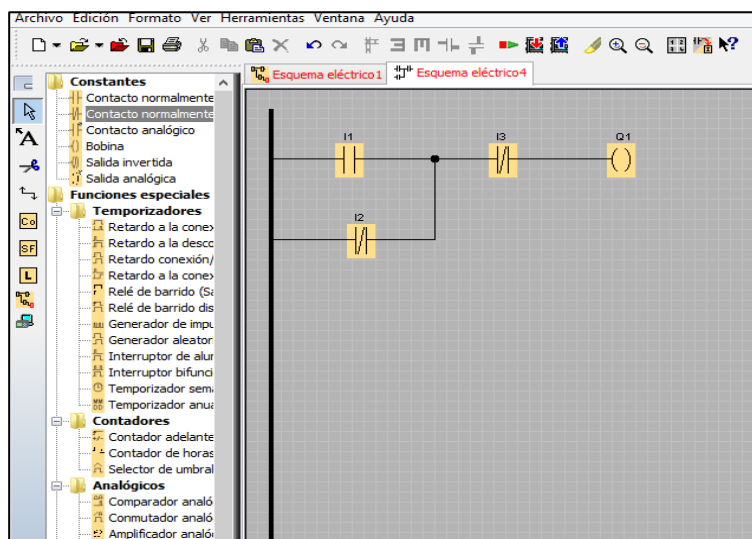 Archivo Edición Formato Ver Herramientas Ventana Ayuda
Esquema eléctrico1 Esquema eléctrico4
Constantes
Contacto normalmente
Contacto normalmente
Contacto analógico
Bobina
Salida invertida
Salida analógica
Funciones especiales
Temporizadores
Retardo a la conex
Retardo a la desco
Retardo conexión/
Retardo a la conex
Relé de barrido (Sa
Relé de barrido dis
Generador de impu
Generador aleator
Interruptor de alur
Interruptor bifunci
Temporizador sem
Temporizador anua
Contadores
Contador adelante
Contador de horas
Selector de umbral
Analógicos
Comparador analó
Conmutador analó
Amplificador analó
Co
SF
L
I1
I3
Q1
I2